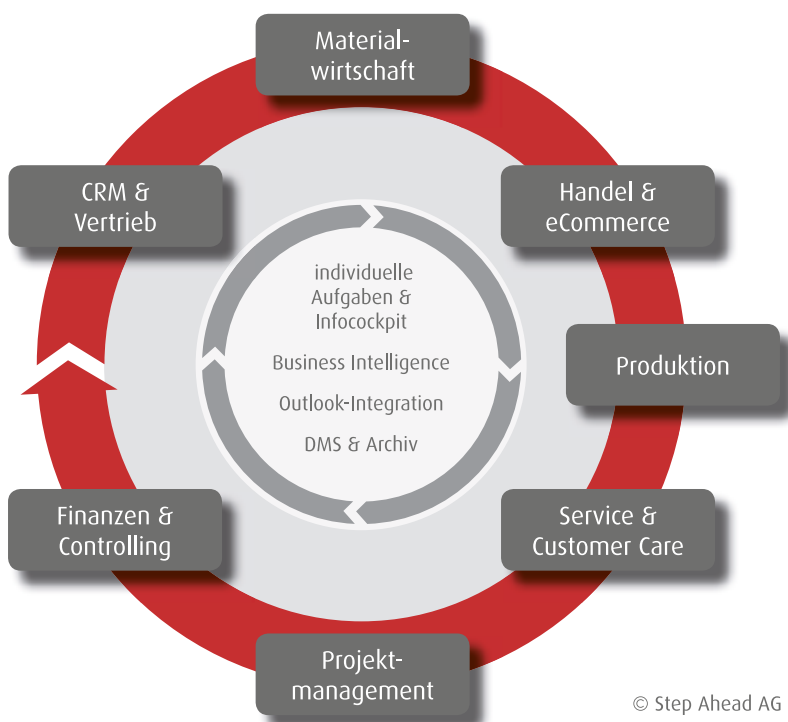 Material-
wirtschaft
CRM &
Vertrieb
Handel &
eCommerce
individuelle
Aufgaben &
Infocockpit
Business Intelligence
Outlook-Integration
DMS & Archiv
Produktion
Finanzen &
Controlling
Service &
Customer Care
Projekt-
management
© Step Ahead AG